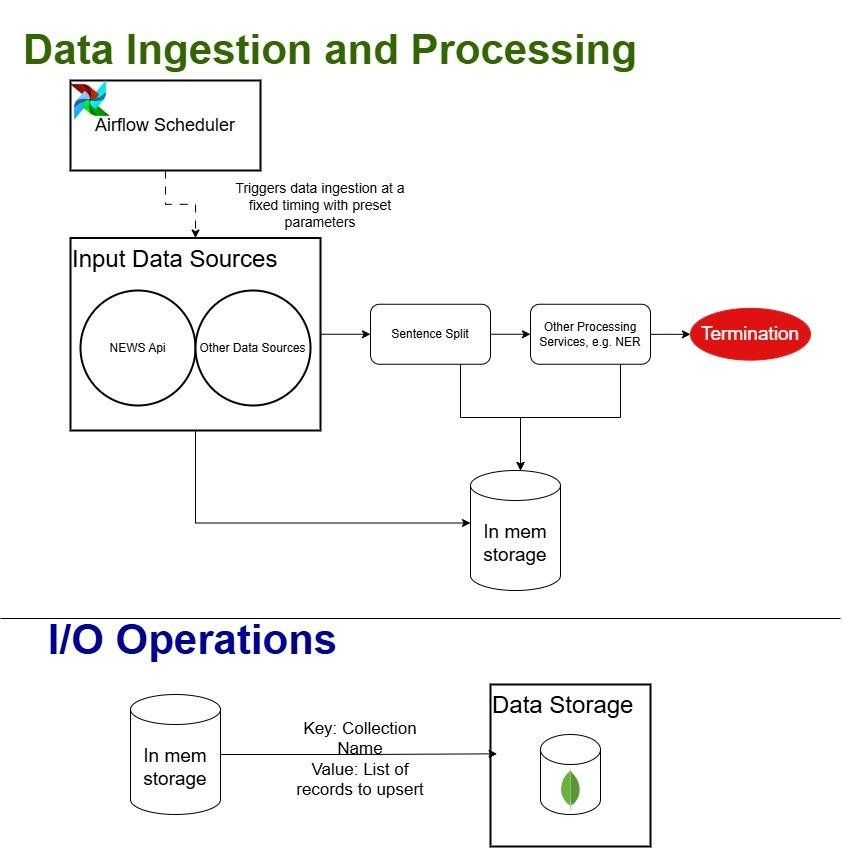 Data Ingestion and Processing
Airflow Scheduler
Triggers data ingestion at a
fixed timing with preset
parameters
Input Data Sources
NEWS Api
Other Data Sources
Sentence Split
Other Processing
Services, e.g. NER
Termination
In mem
storage
I/O Operations
In mem
storage
Key: Collection
Name
Value: List of
records to upsert
Data Storage